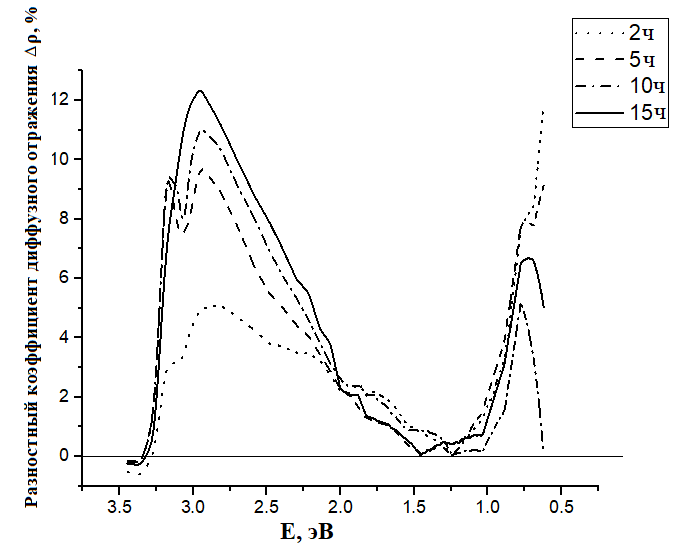 2ч
5ч
10ч
15ч
Разностный коэффициент диффузного отражения △ρ, %
12
10
8
6
4
2
0
3.5 3.0 2.5 2.0 1.5 1.0 0.5
E, эВ